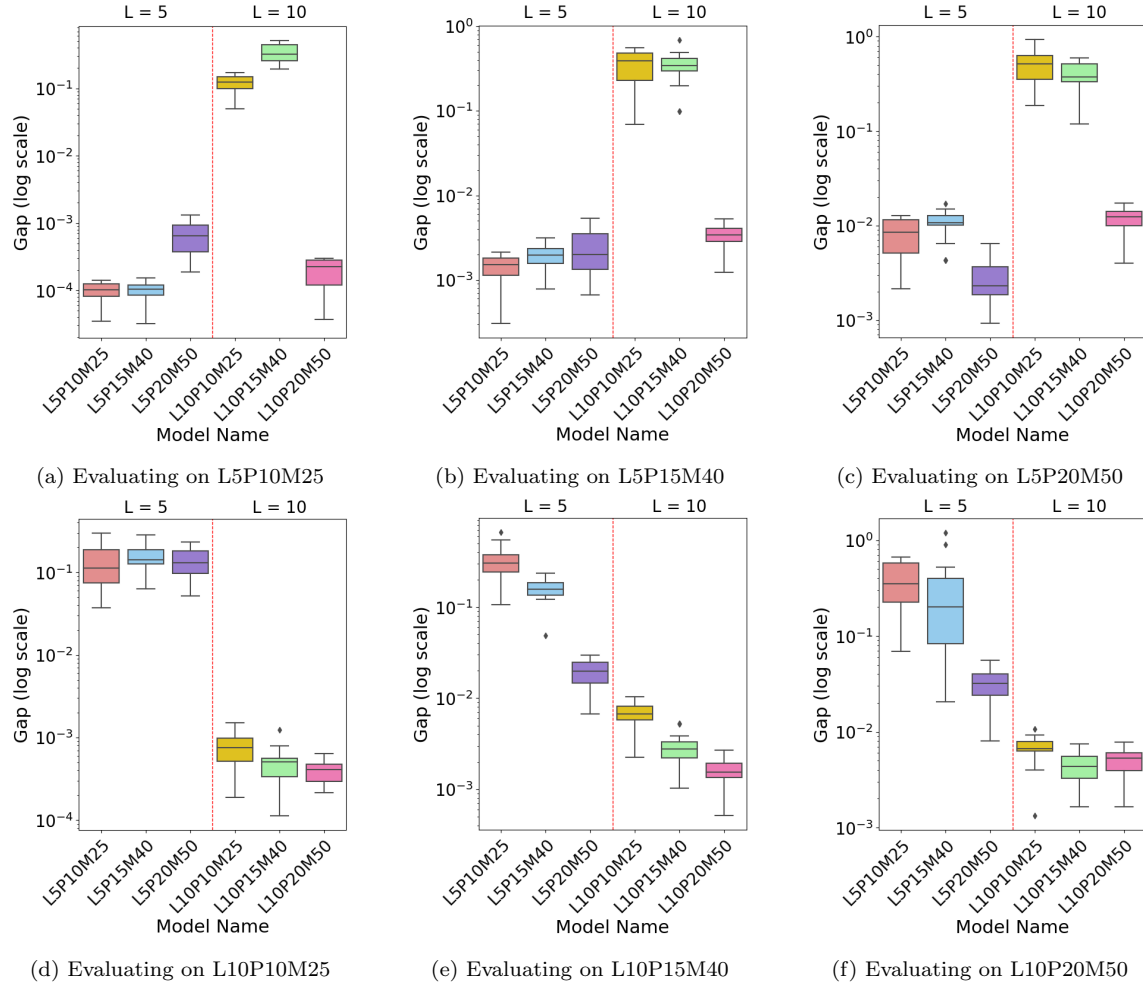 L = 5 L = 10
Gap (log scale)
10⁻¹
10⁻²
10⁻³
10⁻⁴
L5P10M25
L5P15M40
L5P20M50
L10P10M25
L10P15M40
L10P20M50
Model Name
(a) Evaluating on L5P10M25
L = 5 L = 10
Gap (log scale)
10⁰
10⁻¹
10⁻²
10⁻³
L5P10M25
L5P15M40
L5P20M50
L10P10M25
L10P15M40
L10P20M50
Model Name
(b) Evaluating on L5P15M40
L = 5 L = 10
Gap (log scale)
10⁰
10⁻¹
10⁻²
10⁻³
L5P10M25
L5P15M40
L5P20M50
L10P10M25
L10P15M40
L10P20M50
Model Name
(c) Evaluating on L5P20M50
L = 5 L = 10
Gap (log scale)
10⁻¹
10⁻²
10⁻³
10⁻⁴
L5P10M25
L5P15M40
L5P20M50
L10P10M25
L10P15M40
L10P20M50
Model Name
(d) Evaluating on L10P10M25
L = 5 L = 10
Gap (log scale)
10⁻¹
10⁻²
10⁻³
L5P10M25
L5P15M40
L5P20M50
L10P10M25
L10P15M40
L10P20M50
Model Name
(e) Evaluating on L10P15M40
L = 5 L = 10
Gap (log scale)
10⁰
10⁻¹
10⁻²
10⁻³
L5P10M25
L5P15M40
L5P20M50
L10P10M25
L10P15M40
L10P20M50
Model Name
(f) Evaluating on L10P20M50